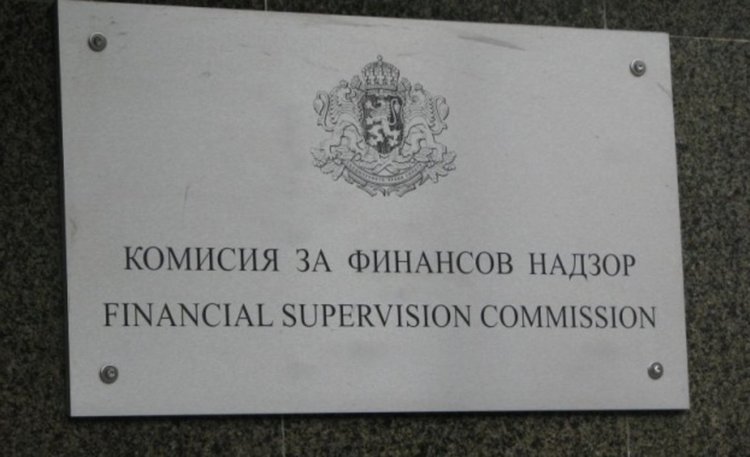 КОМИСИЯ ЗА ФИНАНСОВ НАДЗОР
FINANCIAL SUPERVISION COMMISSION